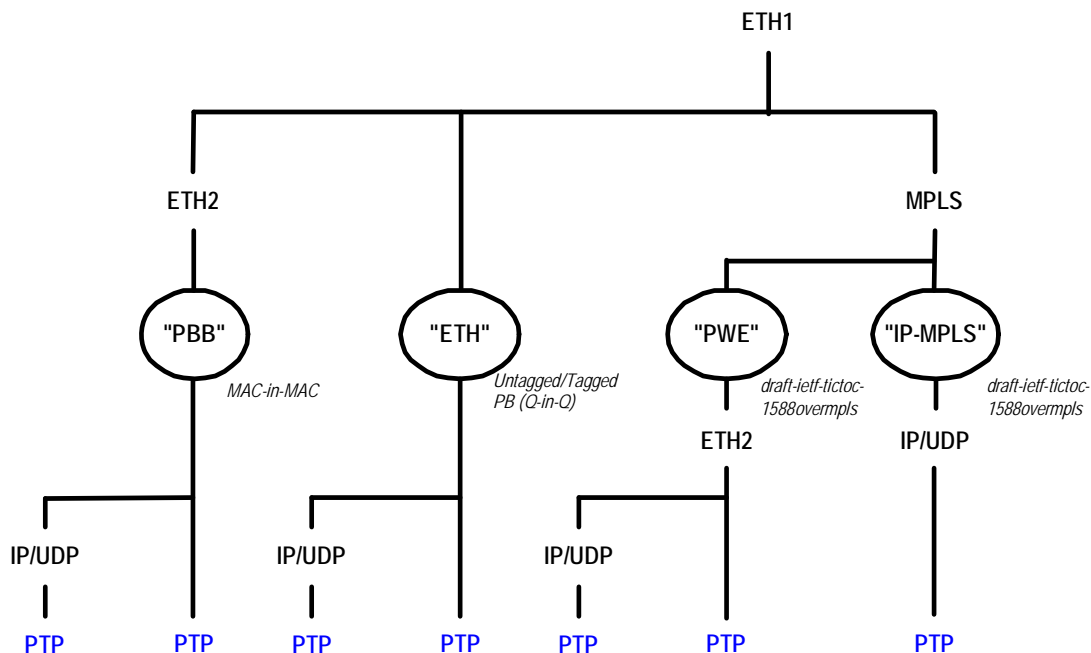 ETH1
ETH2
MPLS
"PBB"
"ETH"
"PWE"
"IP-MPLS"
MAC-in-MAC
Untagged/Tagged
PB (Q-in-Q)
draft-ietf-tictoc-
1588overmpls
draft-ietf-tictoc-
1588overmpls
ETH2
IP/UDP
IP/UDP
IP/UDP
IP/UDP
PTP
PTP
PTP
PTP
PTP
PTP
PTP